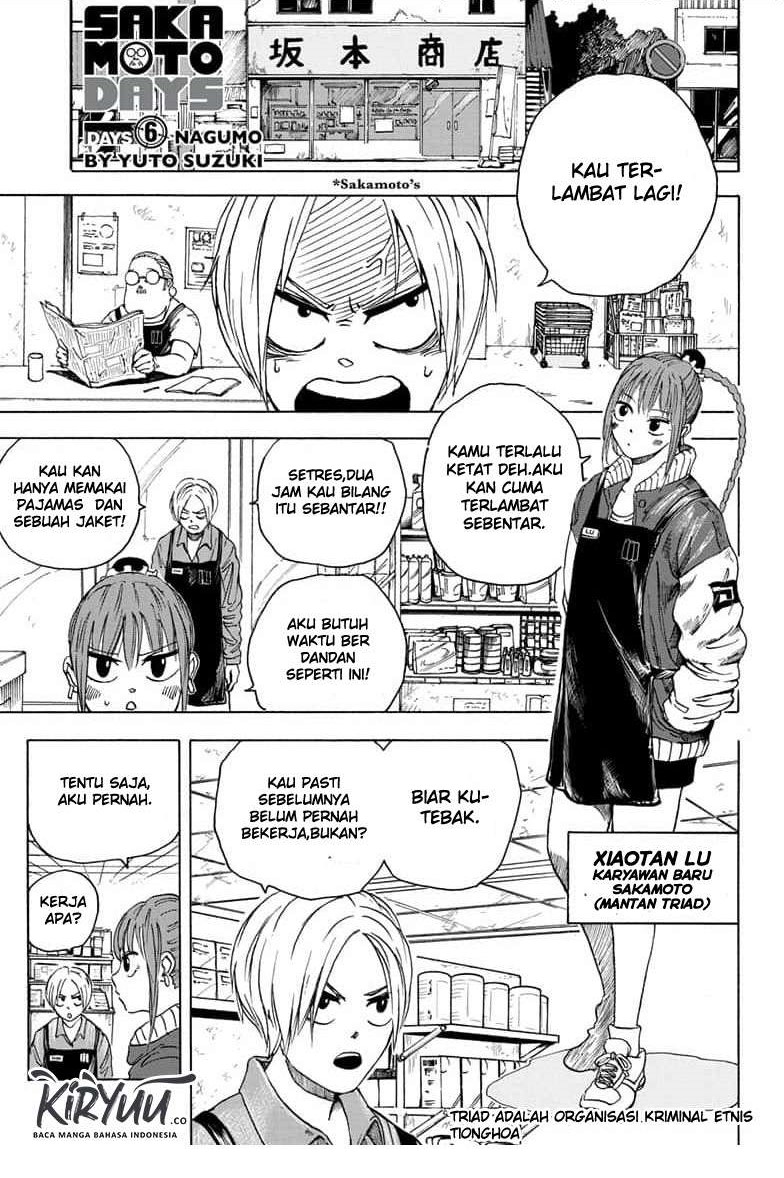 SAKA
MOTO
DAYS
DAYS 6 NAGUMO
BY YUTO SUZUKI
坂本商店
*Sakamoto's
KAU TER-
LAMBAT LAGI!
KAMU TERLALU
KETAT DEH.AKU
KAN CUMA
TERLAMBAT
SEBENTAR.
SETRES,DUA
JAM KAU BILANG
ITU SEBANTAR!!
KAU KAN
HANYA MEMAKAI
PAJAMAS DAN
SEBUAH JAKET!
AKU BUTUH
WAKTU BER
DANDAN
SEPERTI INI!
LU
XIAOTAN LU
KARYAWAN BARU
SAKAMOTO
(MANTAN TRIAD)
BIAR KU-
TEBAK.
KAU PASTI
SEBELUMNYA
BELUM PERNAH
BEKERJA,BUKAN?
TENTU SAJA,
AKU PERNAH.
KERJA
APA?
TRIAD ADALAH ORGANISASI KRIMINAL ETNIS
TIONGHOA
KIRYUU.CO
BACA MANGA BAHASA INDONESIA